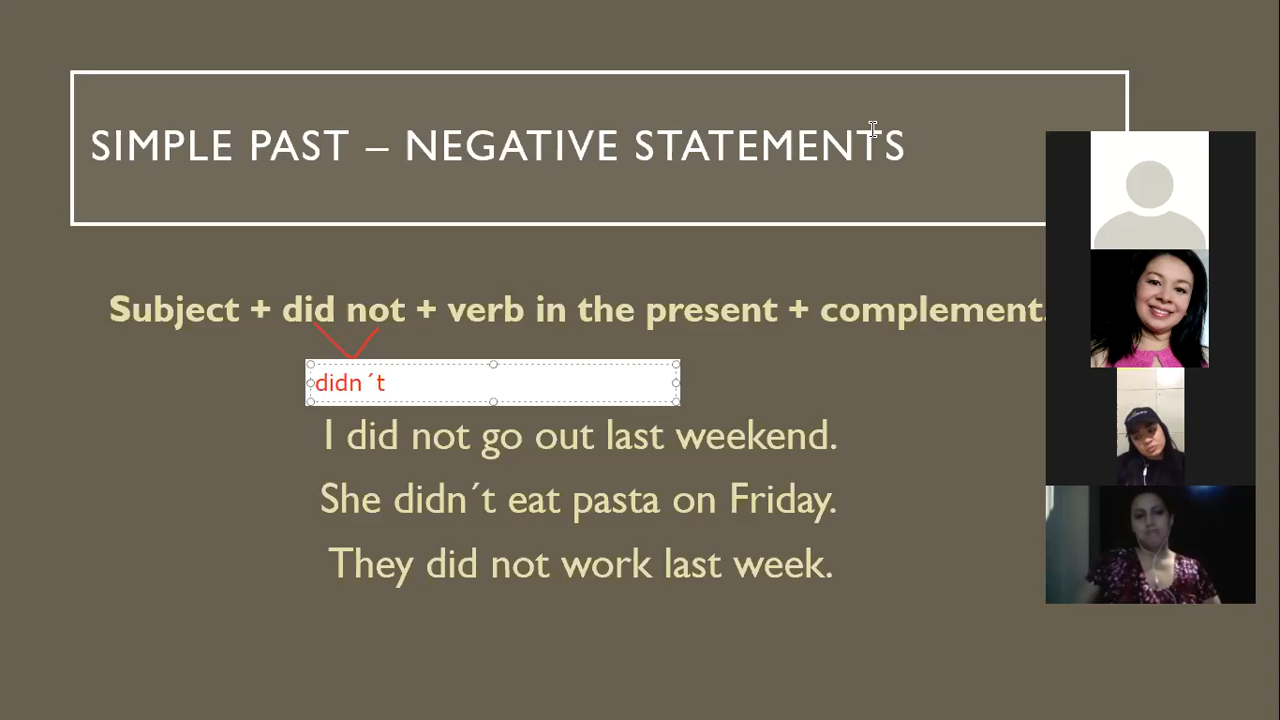 SIMPLE PAST – NEGATIVE STATEMENTS
Subject + did not + verb in the present + complement.
didn´t
I did not go out last weekend.
She didn´t eat pasta on Friday.
They did not work last week.